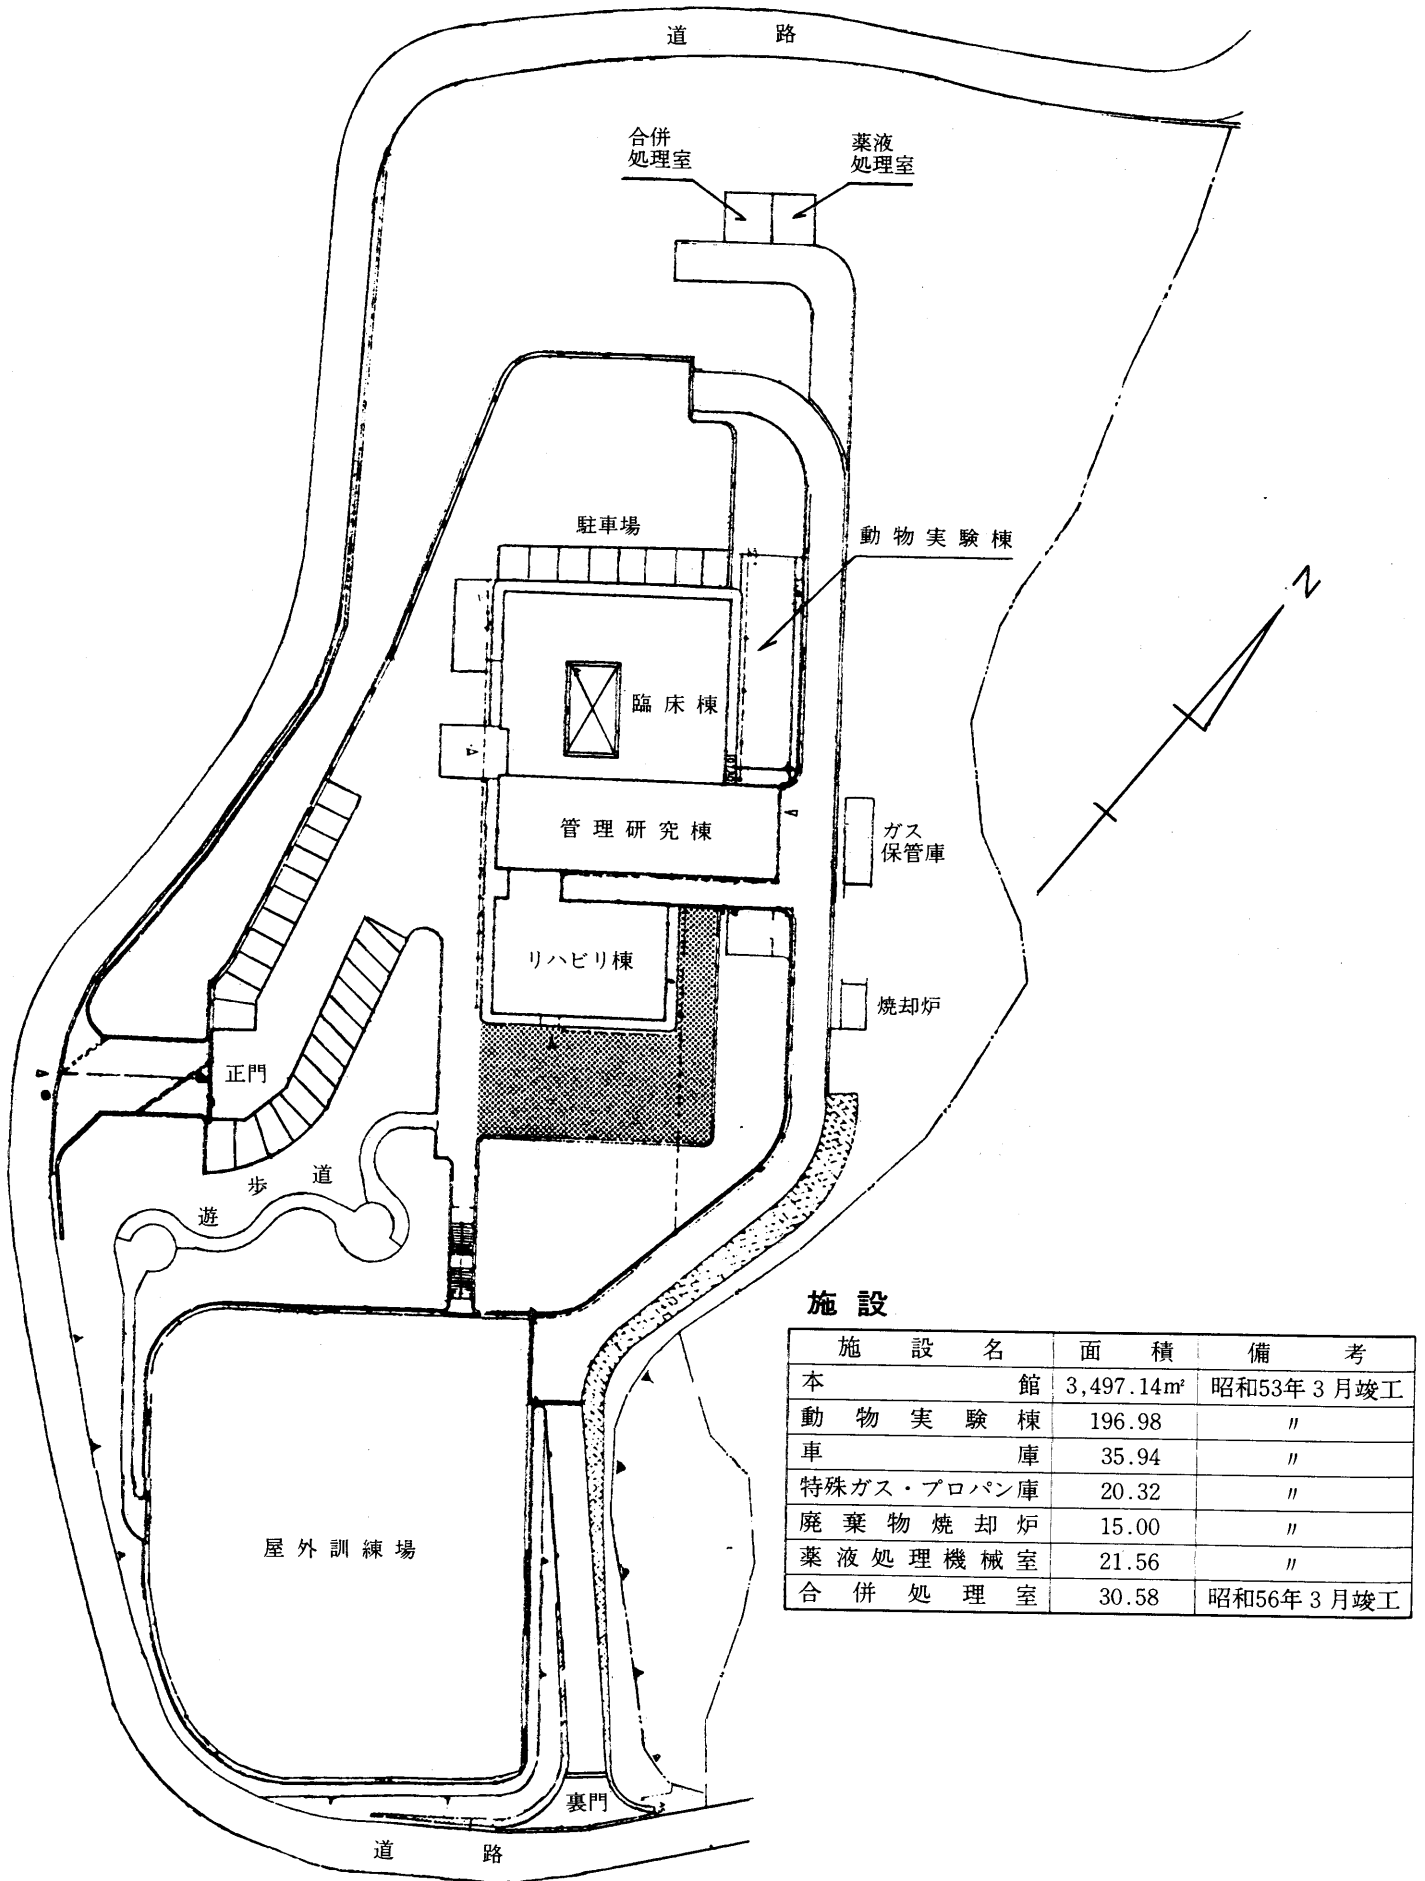 道路
合併
処理室
薬液
処理室
駐車場
動物実験棟
N
臨床棟
管理研究棟
ガス
保管庫
リハビリ棟
焼却炉
正門
遊歩道
屋外訓練場
裏門
道路
施設
施設名 面積 備考
本館 3,497.14㎡ 昭和53年3月竣工
動物実験棟 196.98 〃
車庫 35.94 〃
特殊ガス・プロパン庫 20.32 〃
廃棄物焼却炉 15.00 〃
薬液処理機械室 21.56 〃
合併処理室 30.58 昭和56年3月竣工